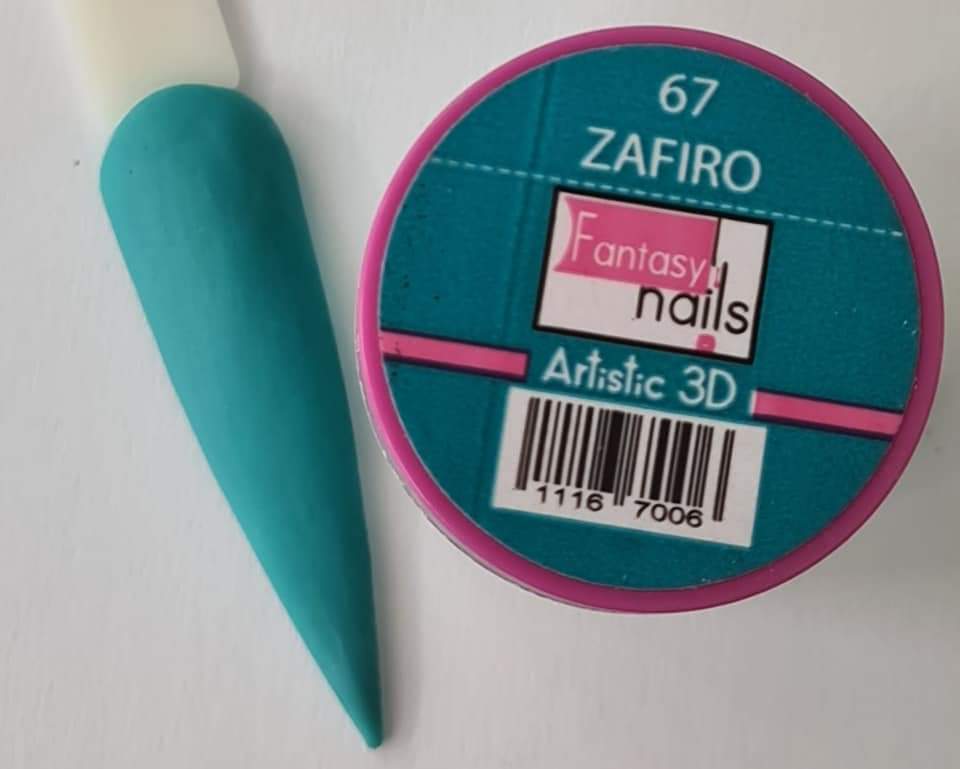 67
ZAFIRO
Fantasy
nails
Artistic 3D
1116 7006